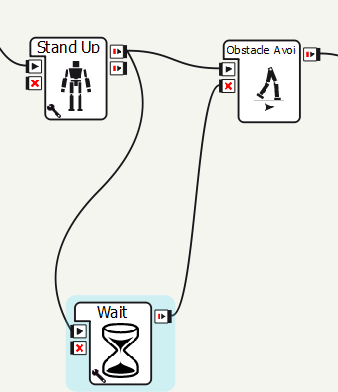 Stand Up
Obstacle Avoi
Wait